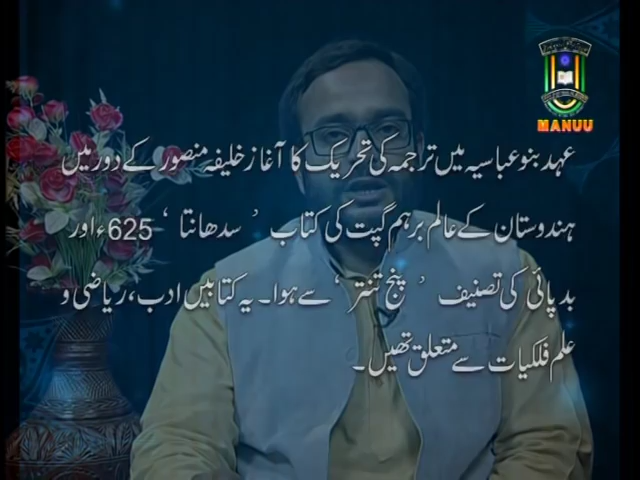 MANUU
عہد بنو عباسیہ میں ترجمہ کی تحریک کا آغاز خلیفہ منصور کے دور میں
ہندوستان کے عالم برہم گپت کی کتاب ’ سدھانتا ‘ 625ء اور
بدپائی کی تصنیف ’ پنچ تنتر ‘ سے ہوا۔ یہ کتابیں ادب، ریاضی و
علم فلکیات سے متعلق تھیں۔